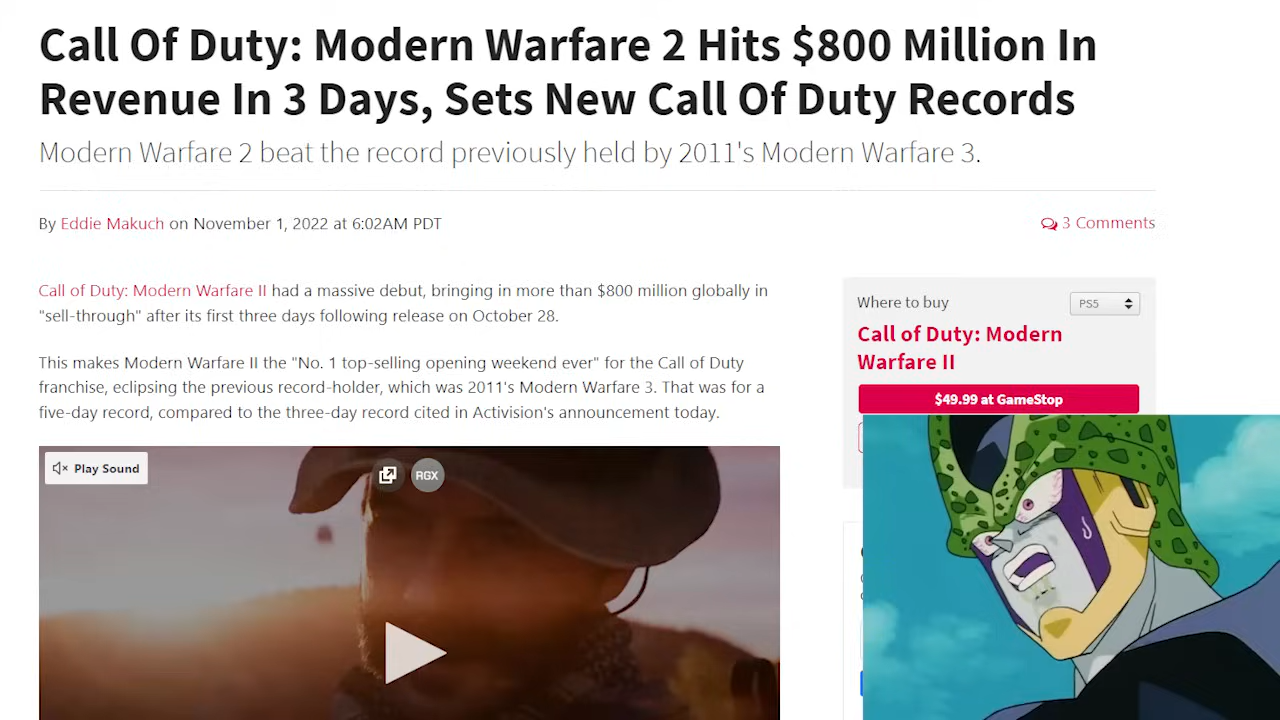 Call Of Duty: Modern Warfare 2 Hits $800 Million In
Revenue In 3 Days, Sets New Call Of Duty Records
Modern Warfare 2 beat the record previously held by 2011's Modern Warfare 3.
By Eddie Makuch on November 1, 2022 at 6:02AM PDT
3 Comments
Call of Duty: Modern Warfare II had a massive debut, bringing in more than $800 million globally in
"sell-through" after its first three days following release on October 28.
This makes Modern Warfare II the "No. 1 top-selling opening weekend ever" for the Call of Duty
franchise, eclipsing the previous record-holder, which was 2011's Modern Warfare 3. That was for a
five-day record, compared to the three-day record cited in Activision's announcement today.
Where to buy
PS5
Call of Duty: Modern
Warfare II
$49.99 at GameStop
Play Sound
RGX